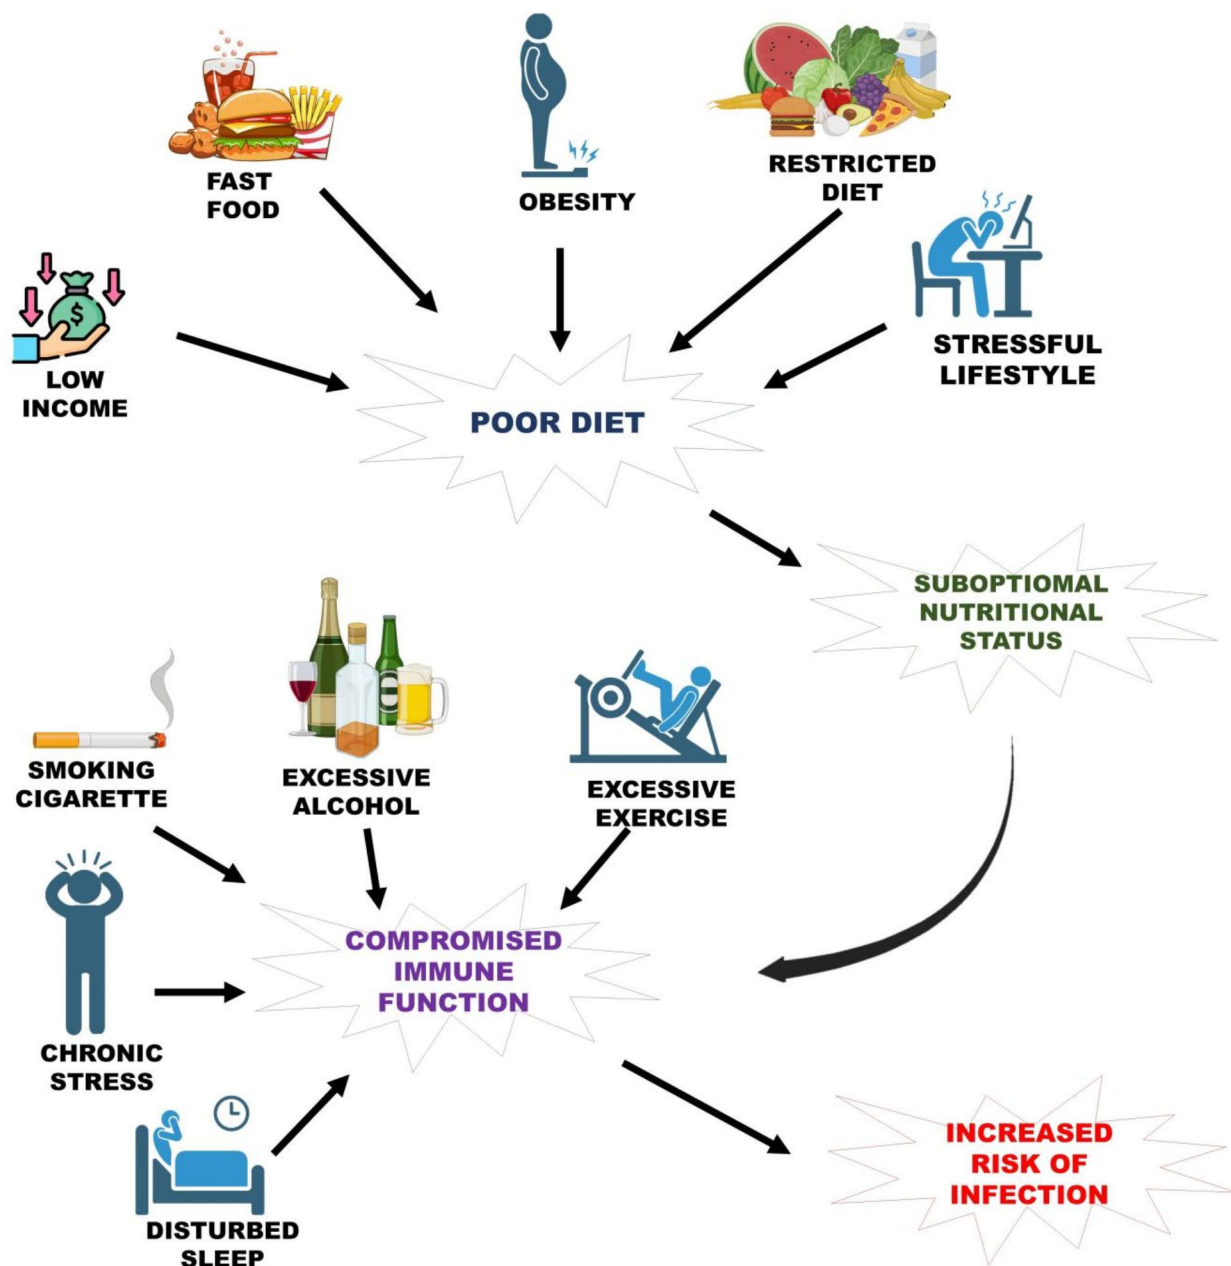 FAST
FOOD
OBESITY
RESTRICTED
DIET
LOW
INCOME
$
STRESSFUL
LIFESTYLE
POOR DIET
SUBOPTIOMAL
NUTRITIONAL
STATUS
SMOKING
CIGARETTE
EXCESSIVE
ALCOHOL
EXCESSIVE
EXERCISE
COMPROMISED
IMMUNE
FUNCTION
CHRONIC
STRESS
DISTURBED
SLEEP
INCREASED
RISK OF
INFECTION